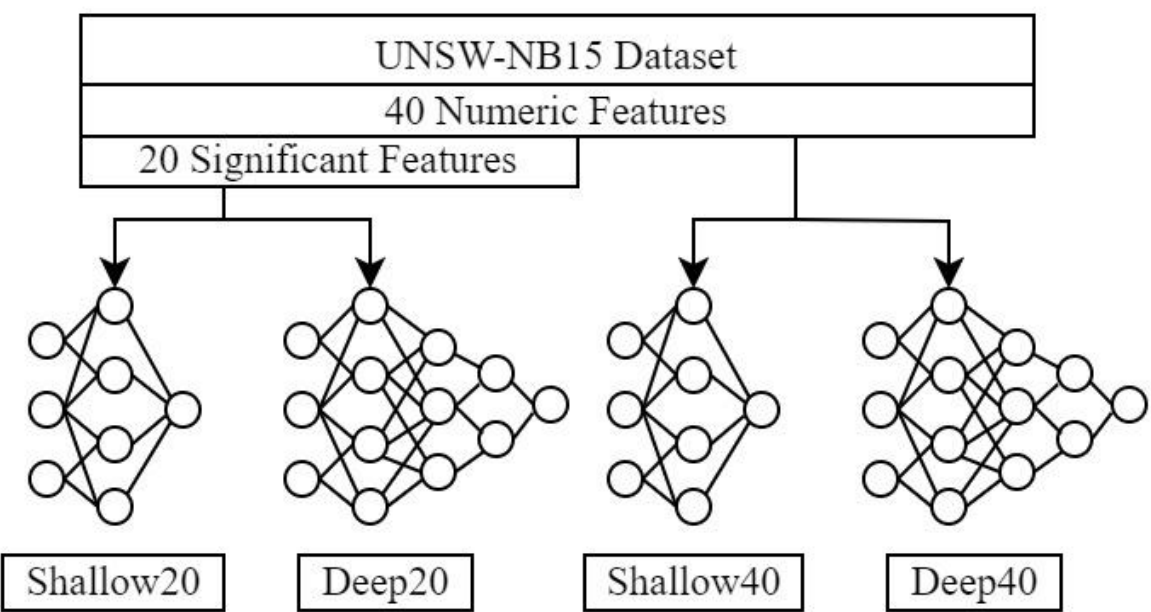 UNSW-NB15 Dataset
40 Numeric Features
20 Significant Features
Shallow20
Deep20
Shallow40
Deep40